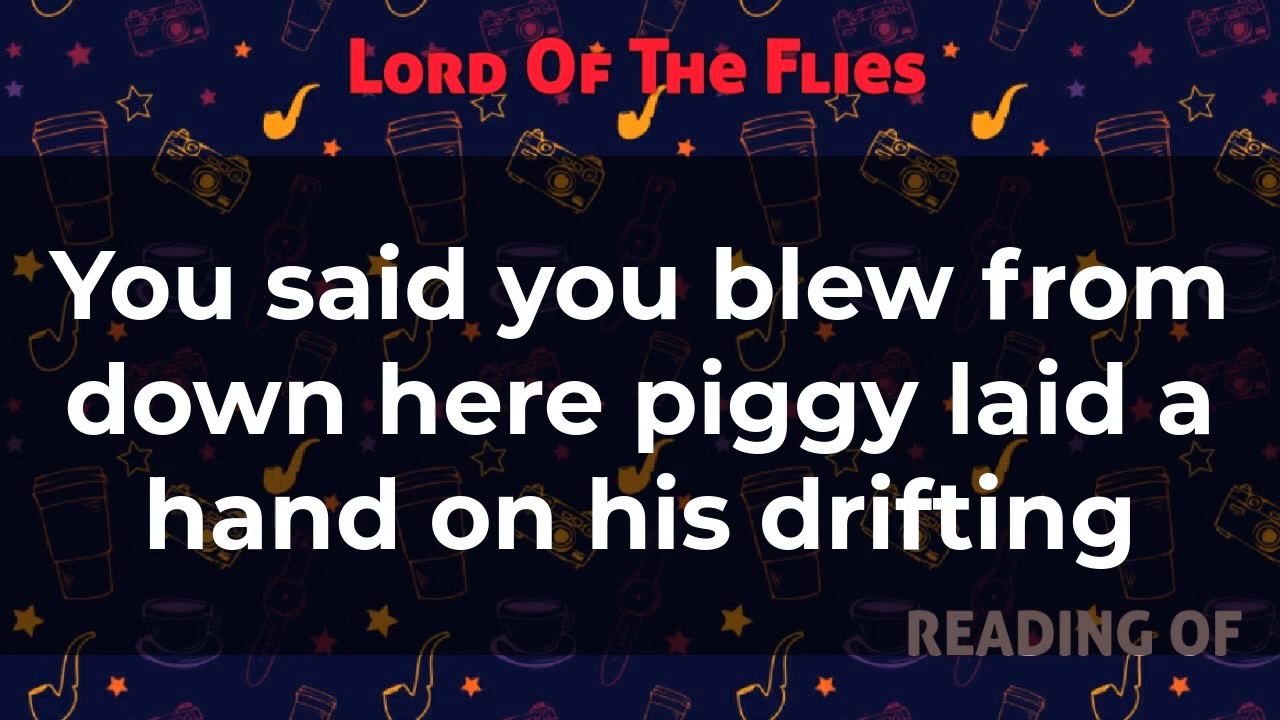 Lord Of The Flies
You said you blew from
down here piggy laid a
hand on his drifting
READING OF